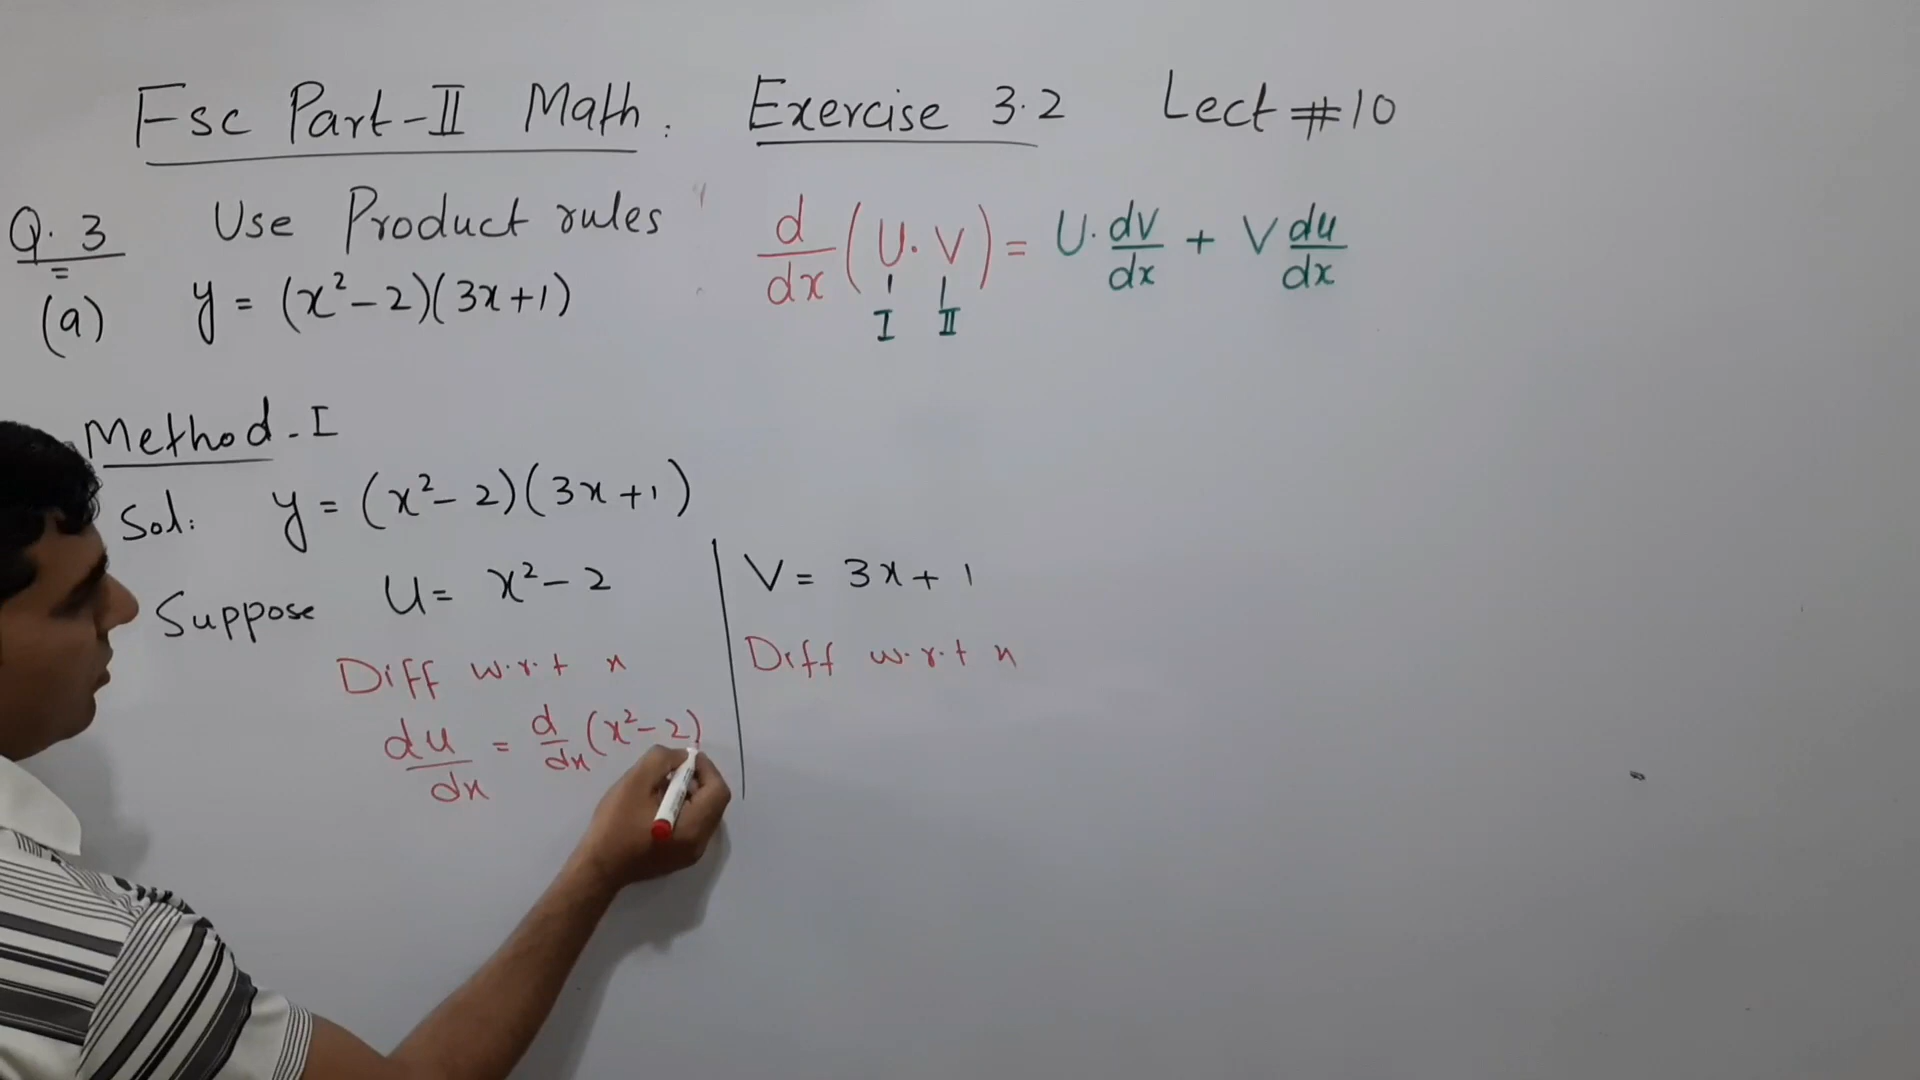 Fsc Part-II Math. Exercise 3.2 Lect #10
Q.3 Use Product rules
d/dx (U.V) = U.dv/dx + V du/dx
I II
(a) y = (x²-2)(3x+1)
Method-I
Sol: y = (x²-2)(3x+1)
Suppose U = x²-2
Diff w.r.t x
du/dx = d/dx (x²-2)
V = 3x+1
Diff w.r.t x